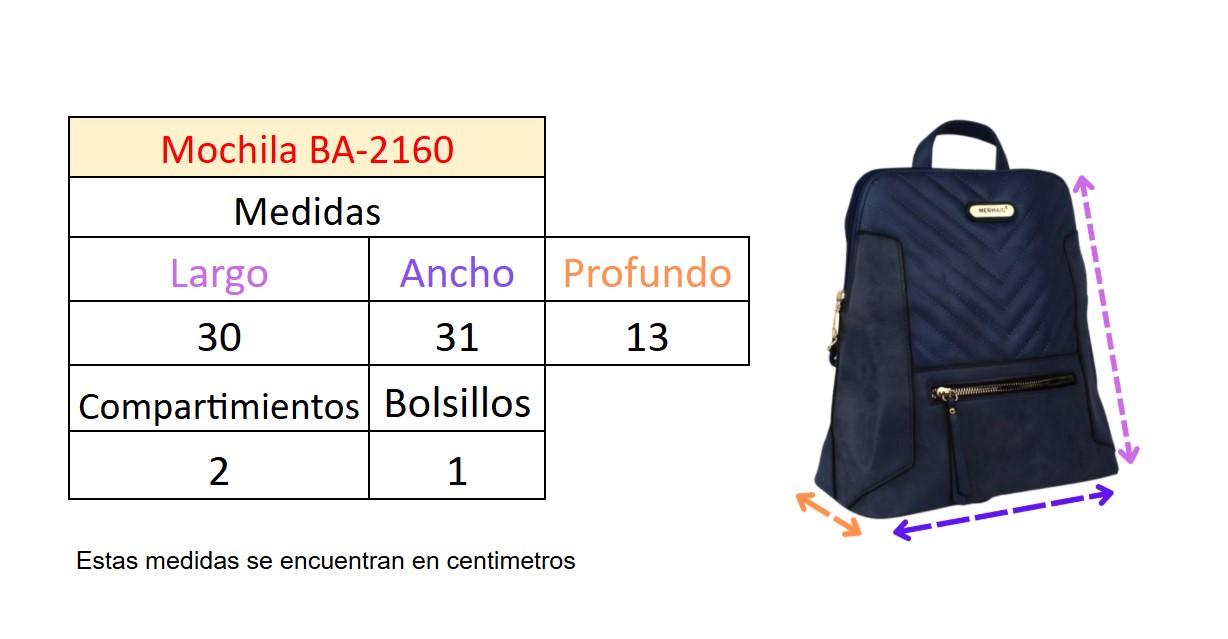 Mochila BA-2160
Medidas
Largo Ancho Profundo
30 31 13
Compartimientos Bolsillos
2 1
Estas medidas se encuentran en centimetros
MERMAID